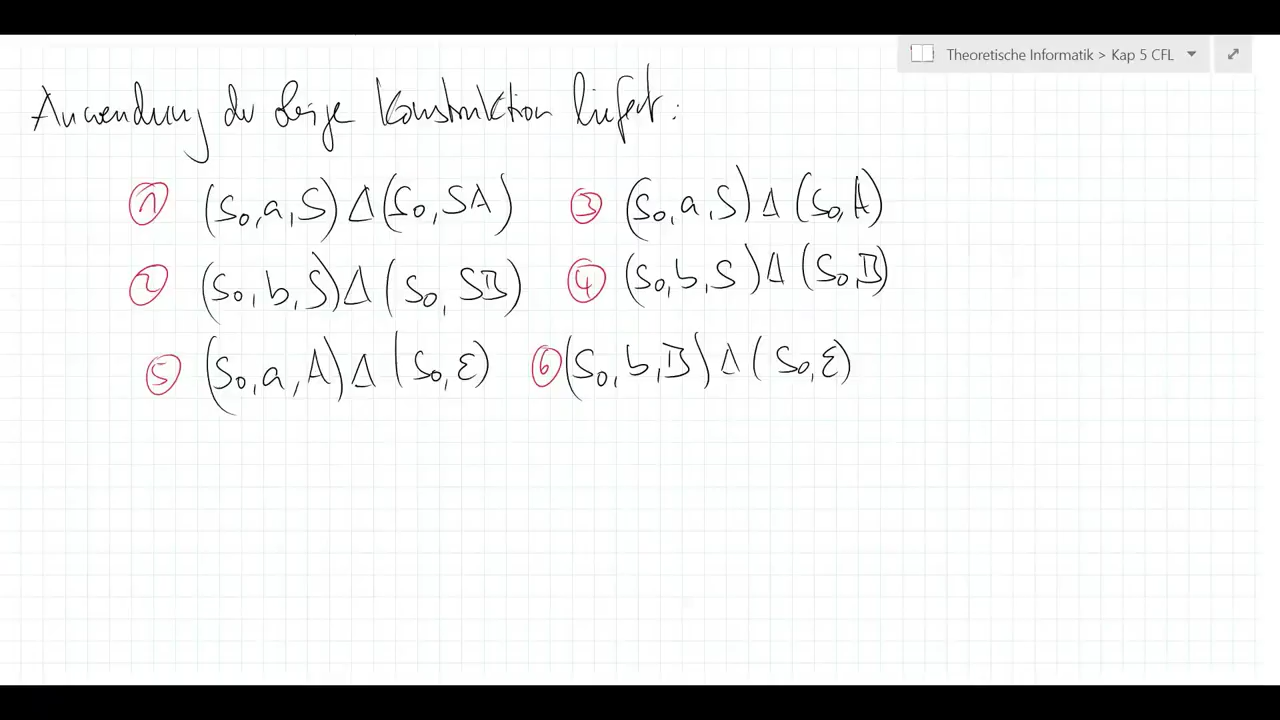 Theoretische Informatik > Kap 5 CFL
Anwendung der obige Konstruktion liefert:
① (S₀, a, S) Δ (S₀, SA) ③ (S₀, a, S) Δ (S₀, A)
② (S₀, b, S) Δ (S₀, SB) ④ (S₀, b, S) Δ (S₀, B)
⑤ (S₀, a, A) Δ (S₀, ε) ⑥ (S₀, b, B) Δ (S₀, ε)